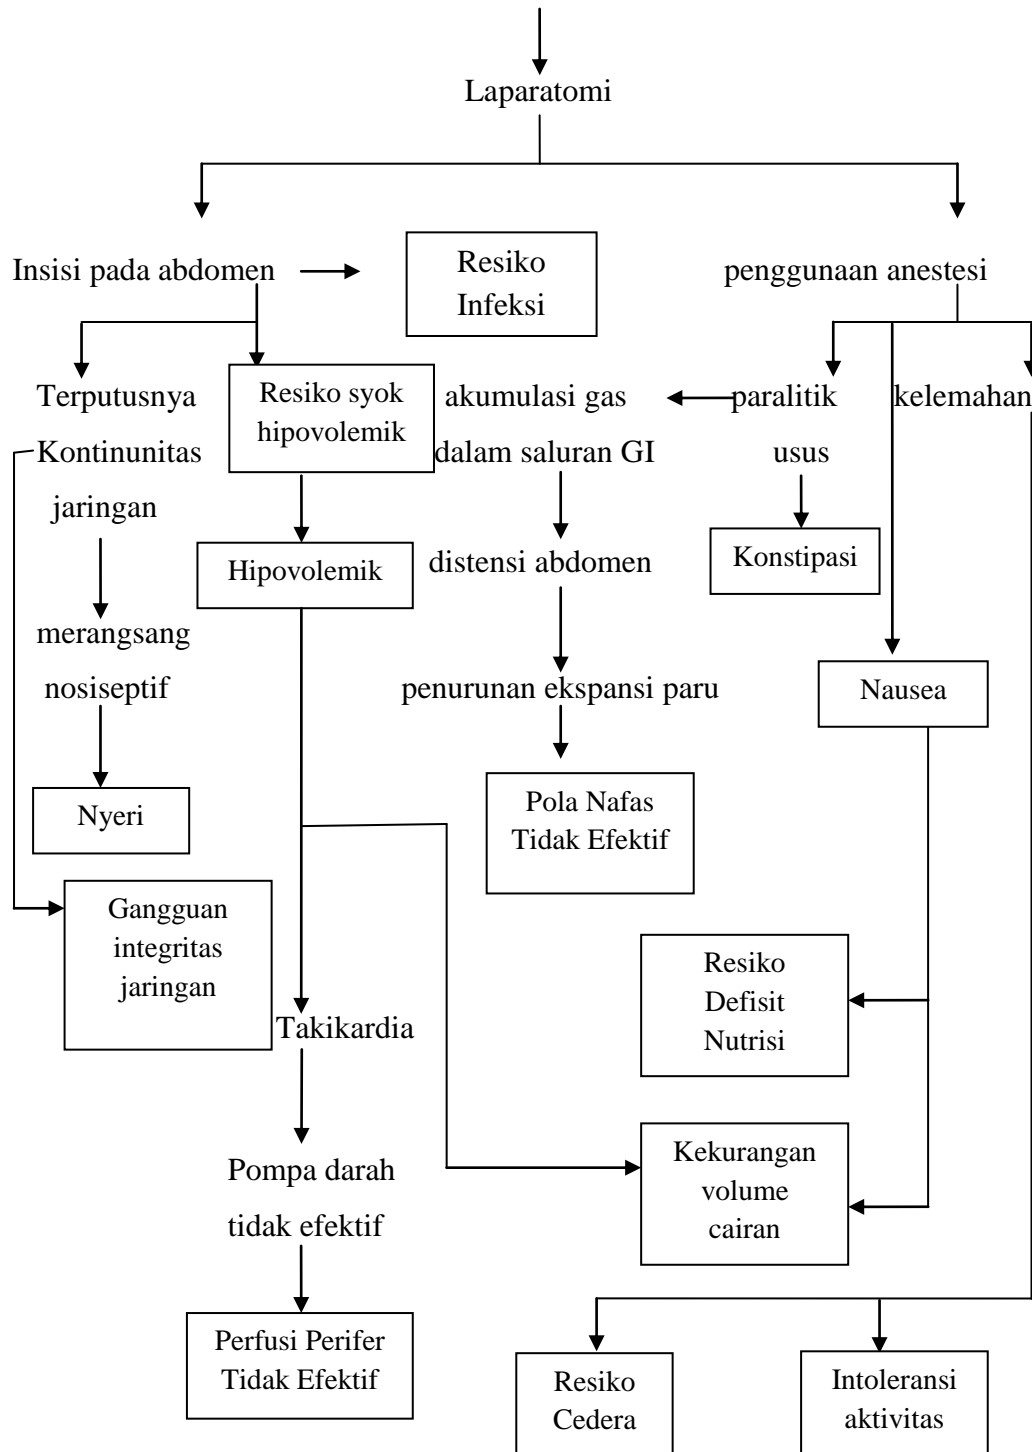 Laparatomi
Insisi pada abdomen
Resiko
Infeksi
penggunaan anestesi
Terputusnya
Kontinunitas
jaringan
Resiko syok
hipovolemik
akumulasi gas
dalam saluran GI
paralitik
usus
kelemahan
Hipovolemik
distensi abdomen
Konstipasi
merangsang
nosiseptif
penurunan ekspansi paru
Nausea
Nyeri
Pola Nafas
Tidak Efektif
Gangguan
integritas
jaringan
Resiko
Defisit
Nutrisi
Takikardia
Pompa darah
tidak efektif
Kekurangan
volume
cairan
Perfusi Perifer
Tidak Efektif
Resiko
Cedera
Intoleransi
aktivitas